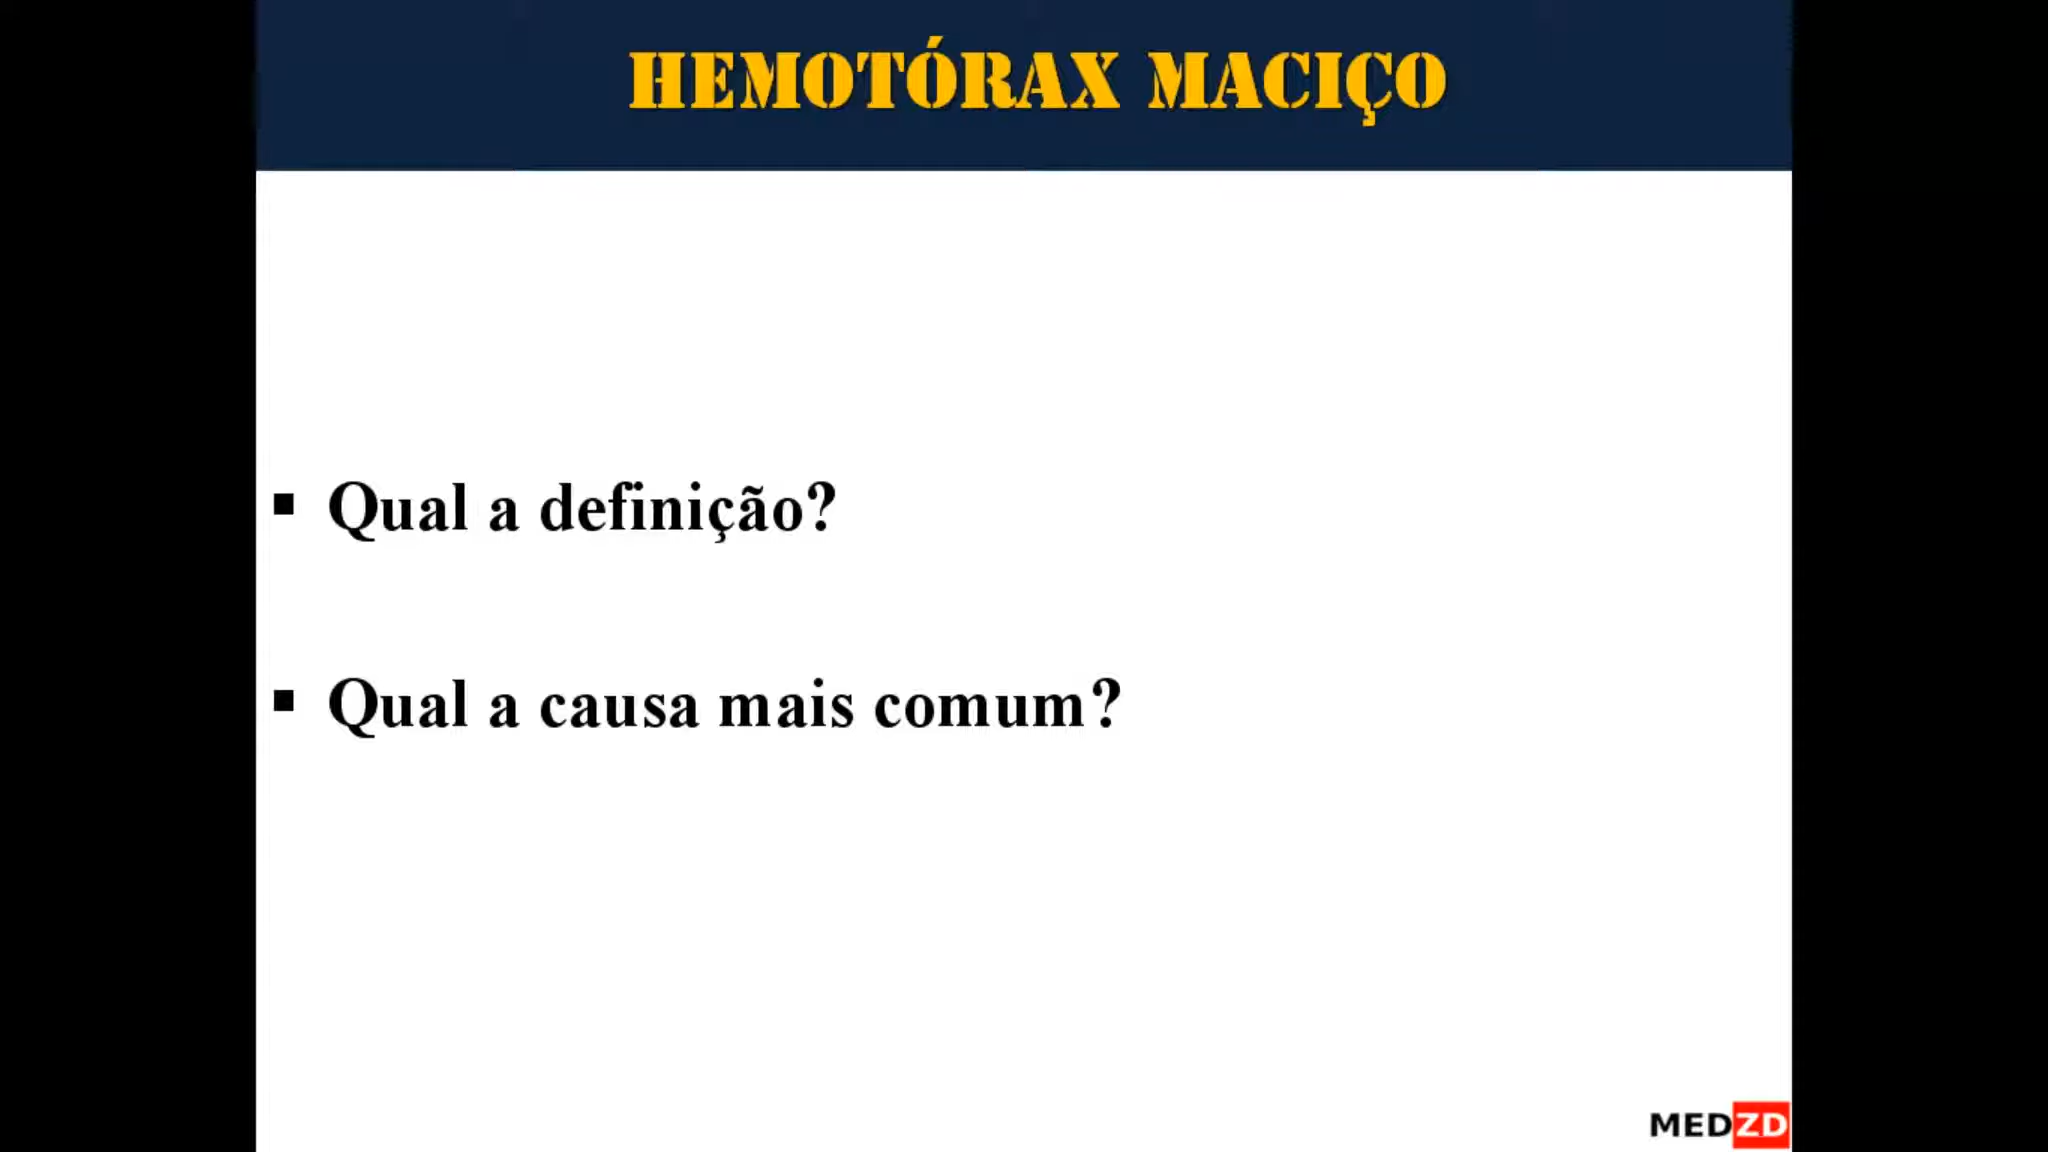 HEMOTÓRAX MACIÇO
▪ Qual a definição?
▪ Qual a causa mais comum?
MEDZD